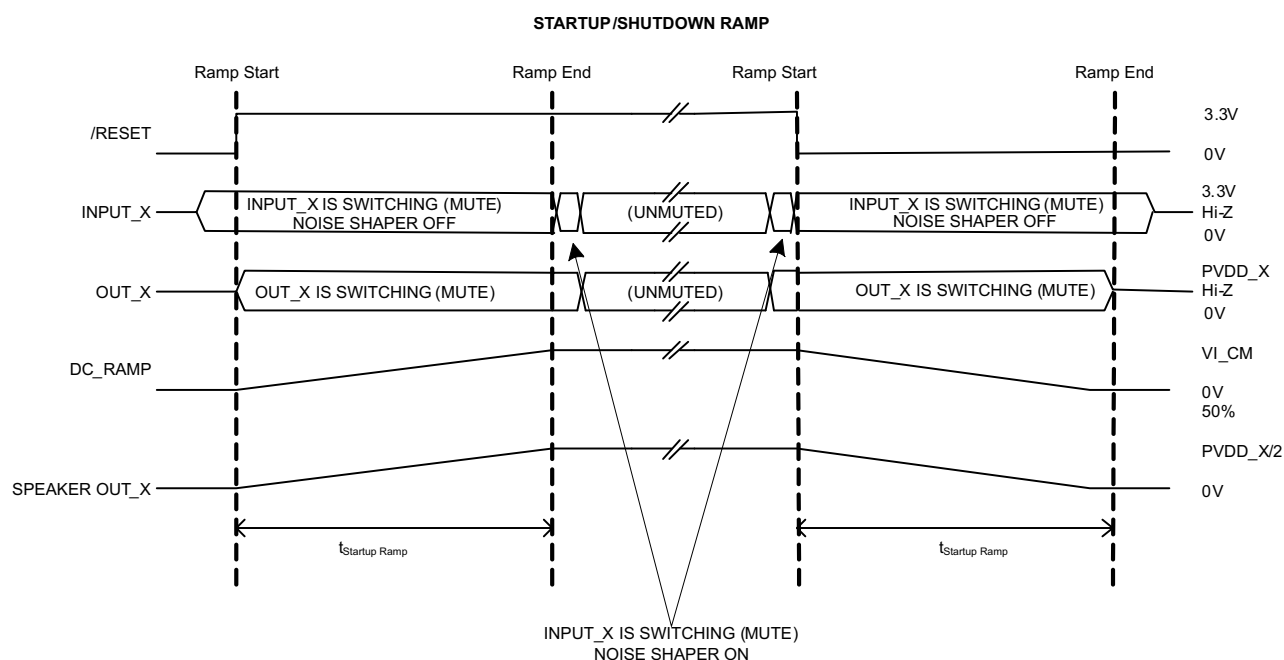 STARTUP/SHUTDOWN RAMP
Ramp Start
Ramp End
Ramp Start
Ramp End
/RESET
3.3V
0V
INPUT_X
INPUT_X IS SWITCHING (MUTE)
NOISE SHAPER OFF
(UNMUTED)
INPUT_X IS SWITCHING (MUTE)
NOISE SHAPER OFF
3.3V
Hi-Z
0V
OUT_X
OUT_X IS SWITCHING (MUTE)
(UNMUTED)
OUT_X IS SWITCHING (MUTE)
PVDD_X
Hi-Z
0V
DC_RAMP
VI_CM
0V
50%
SPEAKER OUT_X
PVDD_X/2
0V
tStartup Ramp
tStartup Ramp
INPUT_X IS SWITCHING (MUTE)
NOISE SHAPER ON